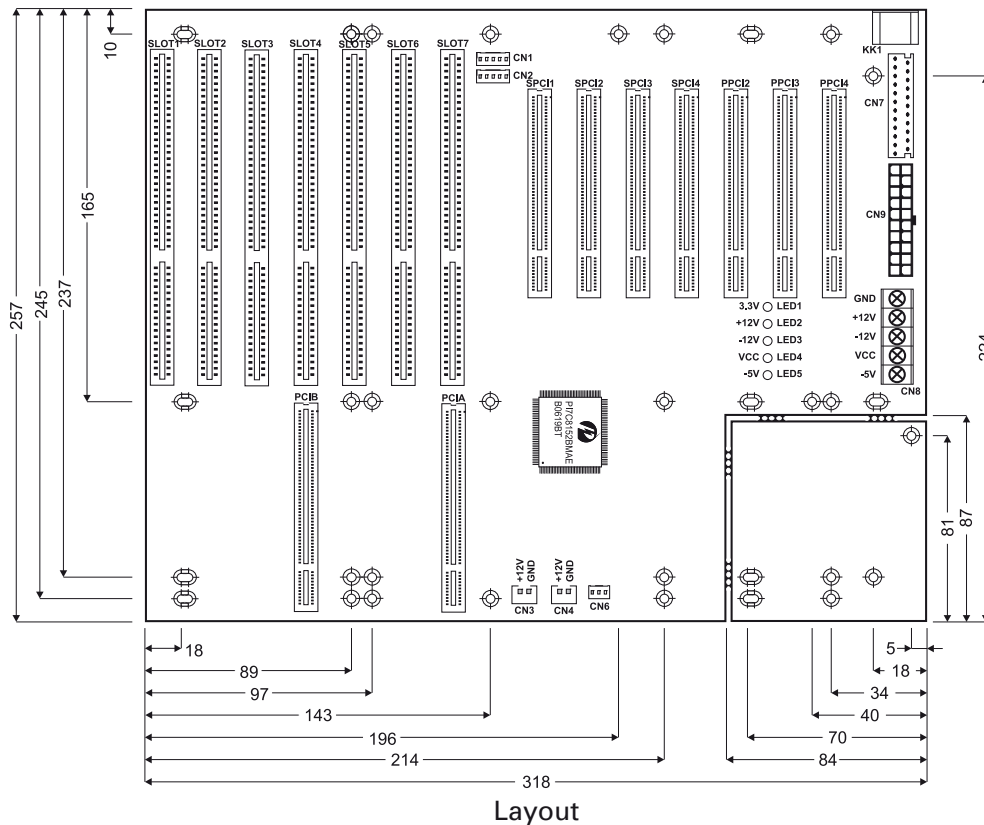 10
165
237
245
257
SLOT1 SLOT2 SLOT3 SLOT4 SLOT5 SLOT6 SLOT7
CN1
CN2
SPCI1 SPCI2 SPCI3 SPCI4 PPCI2 PPCI3 PPCI4
KK1
CN7
CN9
3.3V LED1
+12V LED2
-12V LED3
VCC LED4
-5V LED5
GND
+12V
-12V
VCC
-5V
CN8
224
PCIB PCIA
PI7C8152BMAE
B0619BT
81
87
+12V
GND
CN3
+12V
GND
CN4
CN6
18
89
97
143
196
214
318
5
18
34
40
70
84
Layout